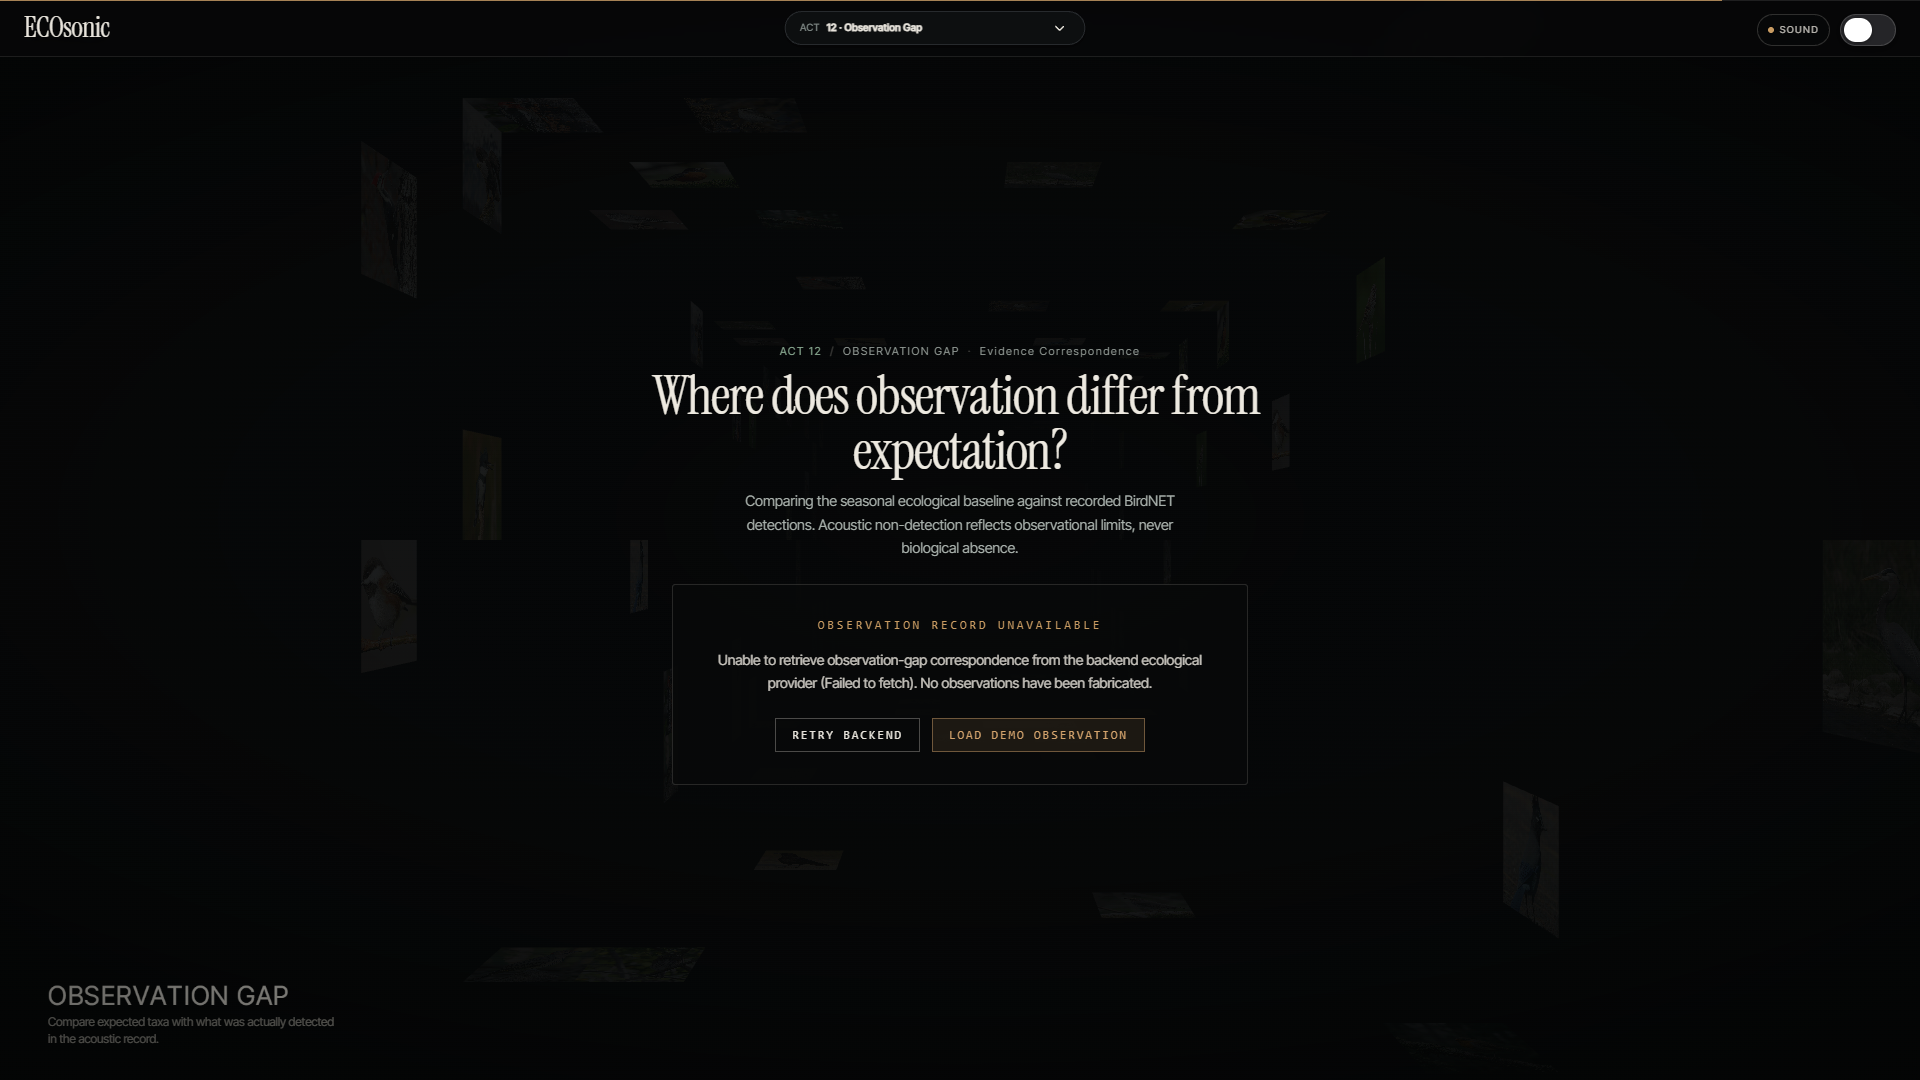 ECOsonic
ACT 12 · Observation Gap
SOUND
ACT 12 / OBSERVATION GAP · Evidence Correspondence
Where does observation differ from
expectation?
Comparing the seasonal ecological baseline against recorded BirdNET
detections. Acoustic non-detection reflects observational limits, never
biological absence.
OBSERVATION RECORD UNAVAILABLE
Unable to retrieve observation-gap correspondence from the backend ecological
provider (Failed to fetch). No observations have been fabricated.
RETRY BACKEND
LOAD DEMO OBSERVATION
OBSERVATION GAP
Compare expected taxa with what was actually detected
in the acoustic record.